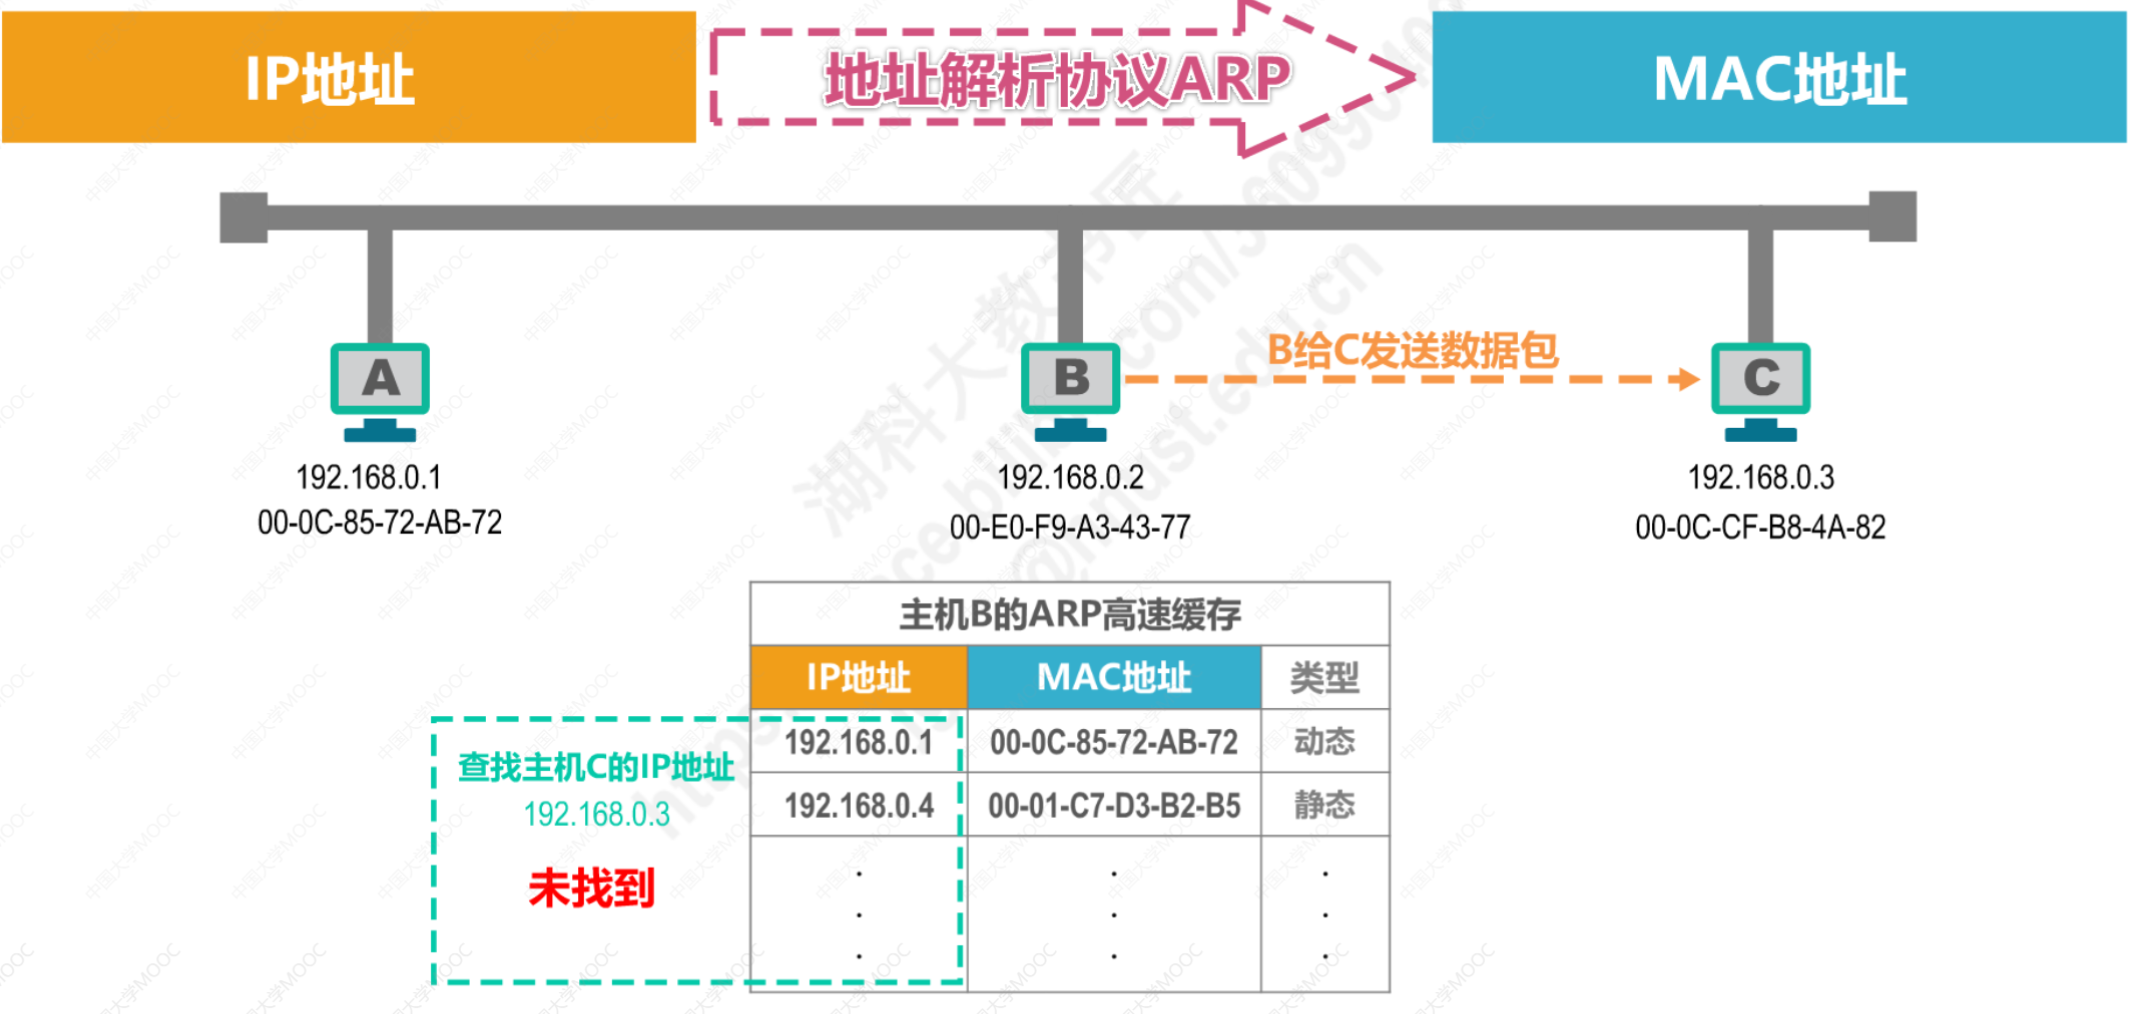 IP地址
地址解析协议ARP
MAC地址
B给C发送数据包
A
B
C
192.168.0.1
00-0C-85-72-AB-72
192.168.0.2
00-E0-F9-A3-43-77
192.168.0.3
00-0C-CF-B8-4A-82
主机B的ARP高速缓存
IP地址 MAC地址 类型
192.168.0.1 00-0C-85-72-AB-72 动态
192.168.0.4 00-01-C7-D3-B2-B5 静态
查找主机C的IP地址
192.168.0.3
未找到
中国大学MOOC
湖科大教书匠